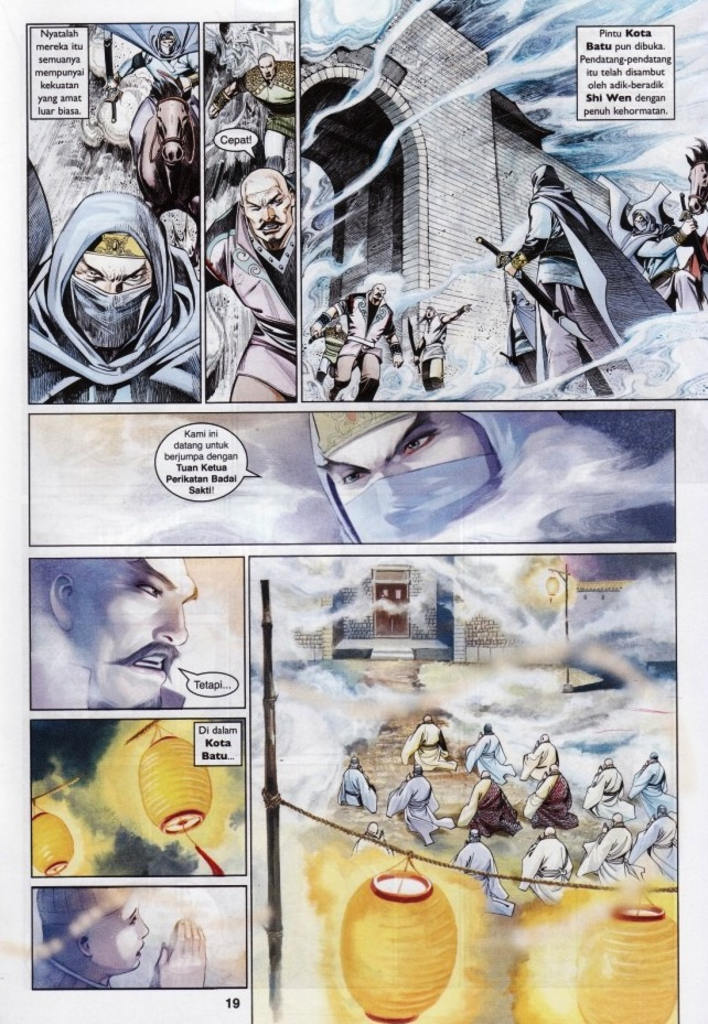 Nyatalah
mereka itu
semuanya
mempunyai
kekuatan
yang amat
luar biasa.
Cepat!
Pintu Kota
Batu pun dibuka.
Pendatang-pendatang
itu telah disambut
oleh adik-beradik
Shi Wen dengan
penuh kehormatan.
Kami ini
datang untuk
berjumpa dengan
Tuan Ketua
Perikatan Badai
Sakti!
Tetapi...
Di dalam
Kota
Batu...
19